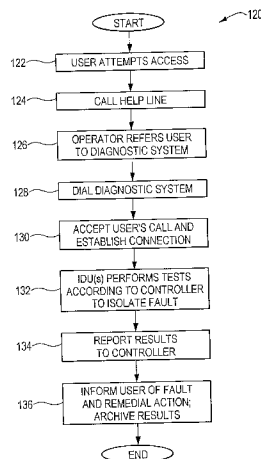 120
START
122
USER ATTEMPTS ACCESS
124
CALL HELP LINE
126
OPERATOR REFERS USER
TO DIAGNOSTIC SYSTEM
128
DIAL DIAGNOSTIC SYSTEM
130
ACCEPT USER'S CALL AND
ESTABLISH CONNECTION
132
IDU(s) PERFORMS TESTS
ACCORDING TO CONTROLLER
TO ISOLATE FAULT
134
REPORT RESULTS
TO CONTROLLER
136
INFORM USER OF FAULT
AND REMEDIAL ACTION;
ARCHIVE RESULTS
END